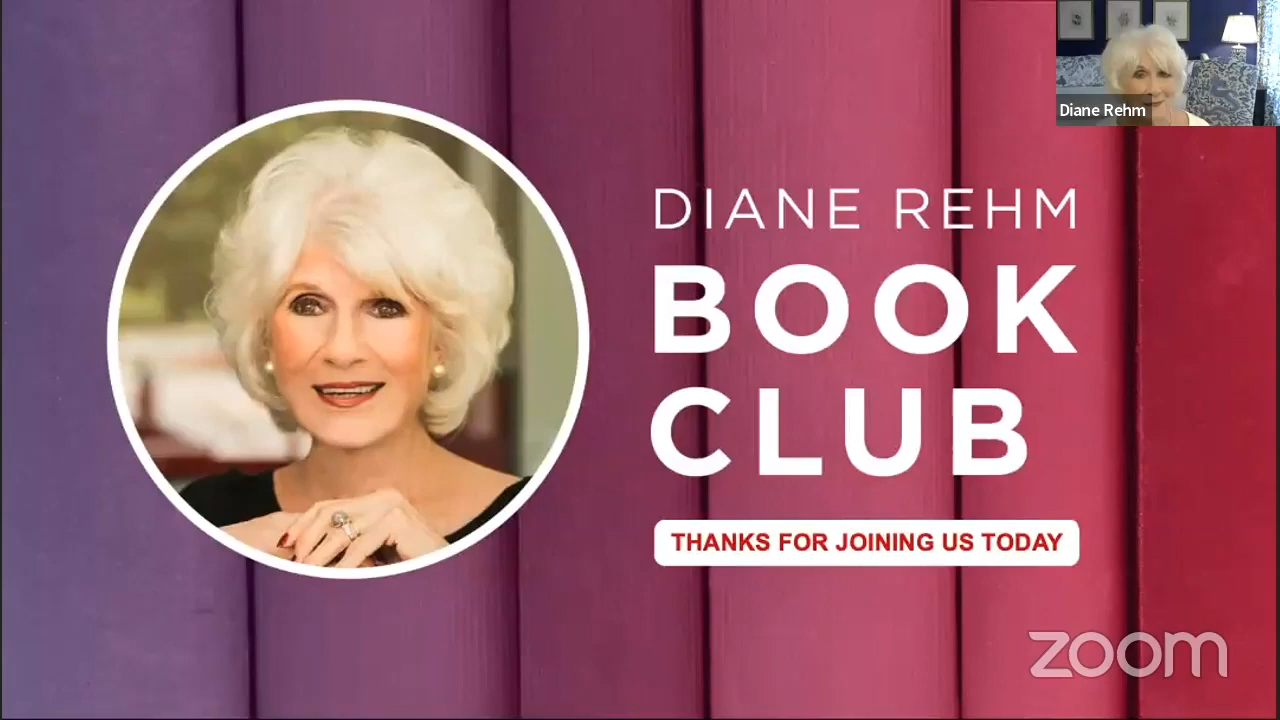 Diane Rehm
DIANE REHM
BOOK
CLUB
THANKS FOR JOINING US TODAY
zoom